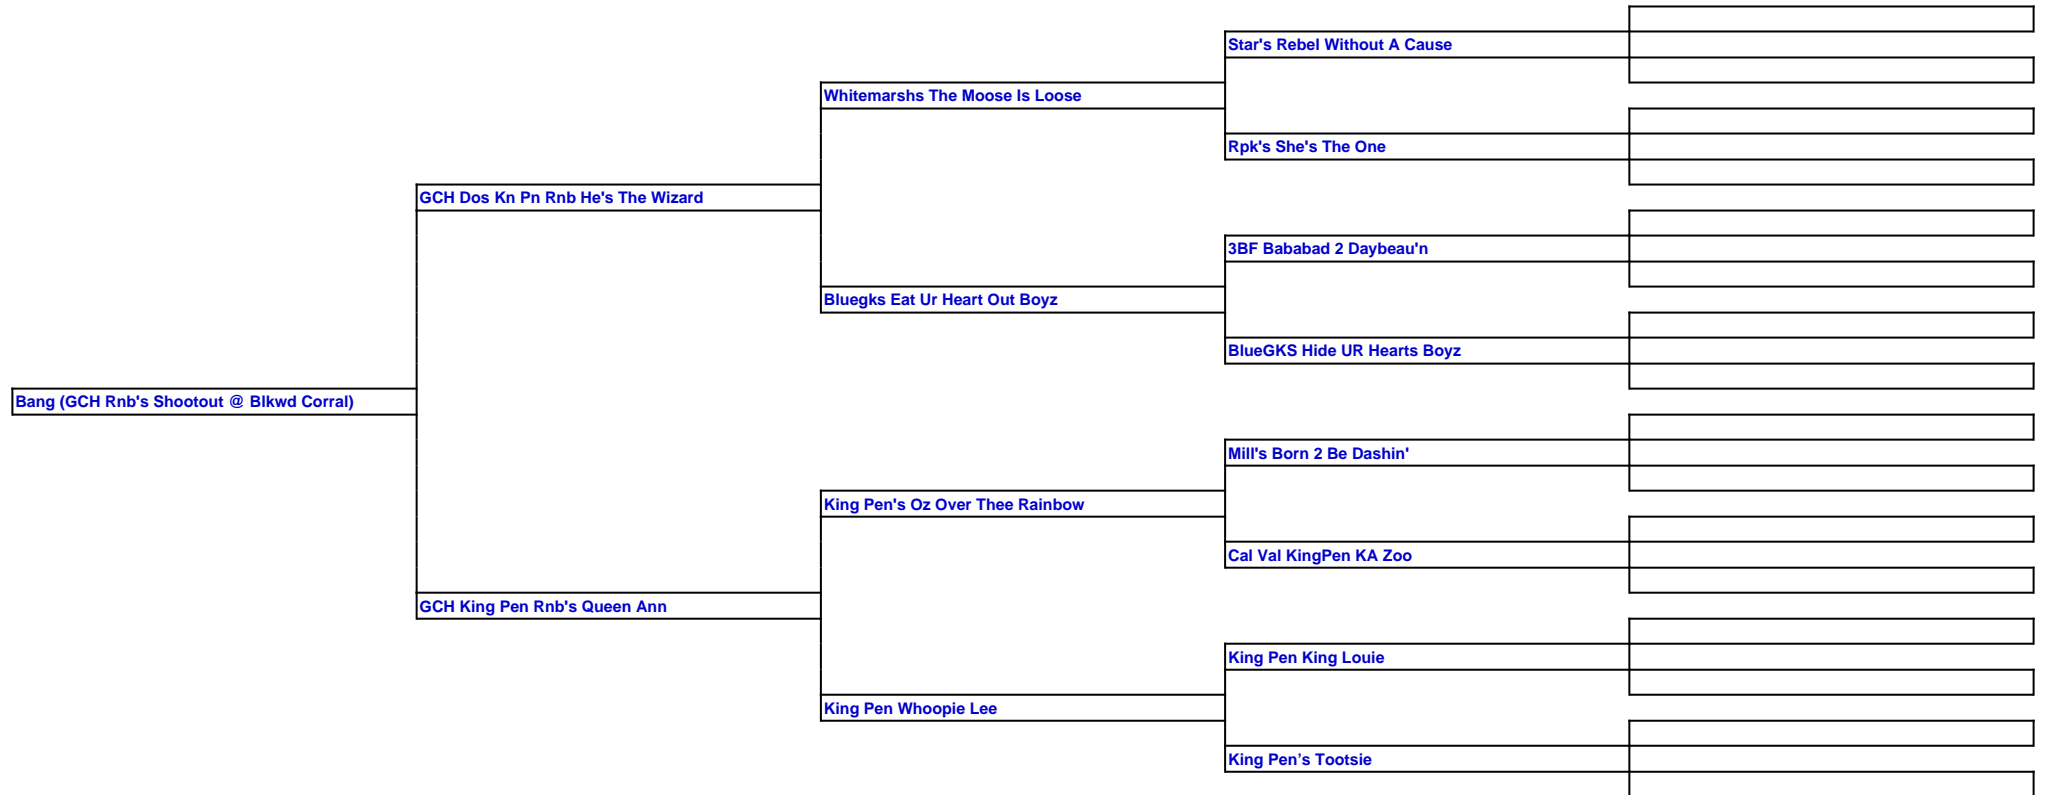 Star's Rebel Without A Cause
Whitemarshs The Moose Is Loose
Rpk's She's The One
GCH Dos Kn Pn Rnb He's The Wizard
3BF Bababad 2 Daybeau'n
Bluegks Eat Ur Heart Out Boyz
BlueGKS Hide UR Hearts Boyz
Bang (GCH Rnb's Shootout @ Blkwd Corral)
Mill's Born 2 Be Dashin'
King Pen's Oz Over Thee Rainbow
Cal Val KingPen KA Zoo
GCH King Pen Rnb's Queen Ann
King Pen King Louie
King Pen Whoopie Lee
King Pen’s Tootsie